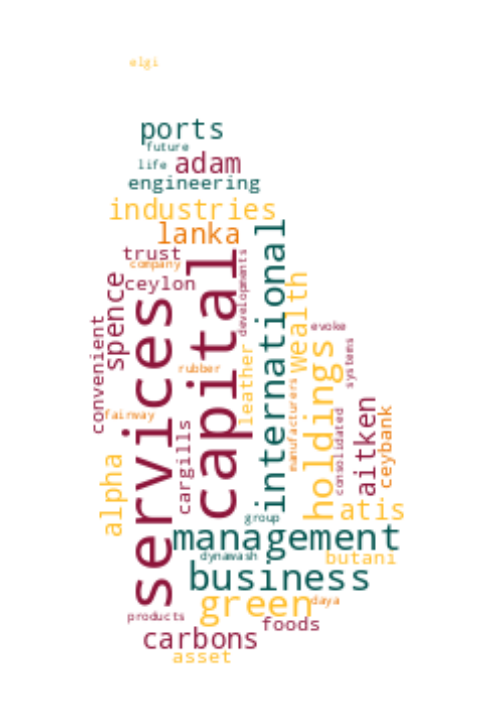 elgi
ports
future
life
adam
engineering
industries
lanka
trust
company
ceylon
spence
services
capital
developments
international
wealth
convenient
evoke
systems
rubber
leather
holdings
manufacturers
fairway
cargills
consolidated
aitken
ceybank
alpha
atis
group
management
dynawash
butani
business
green
daya
products
foods
carbons
asset